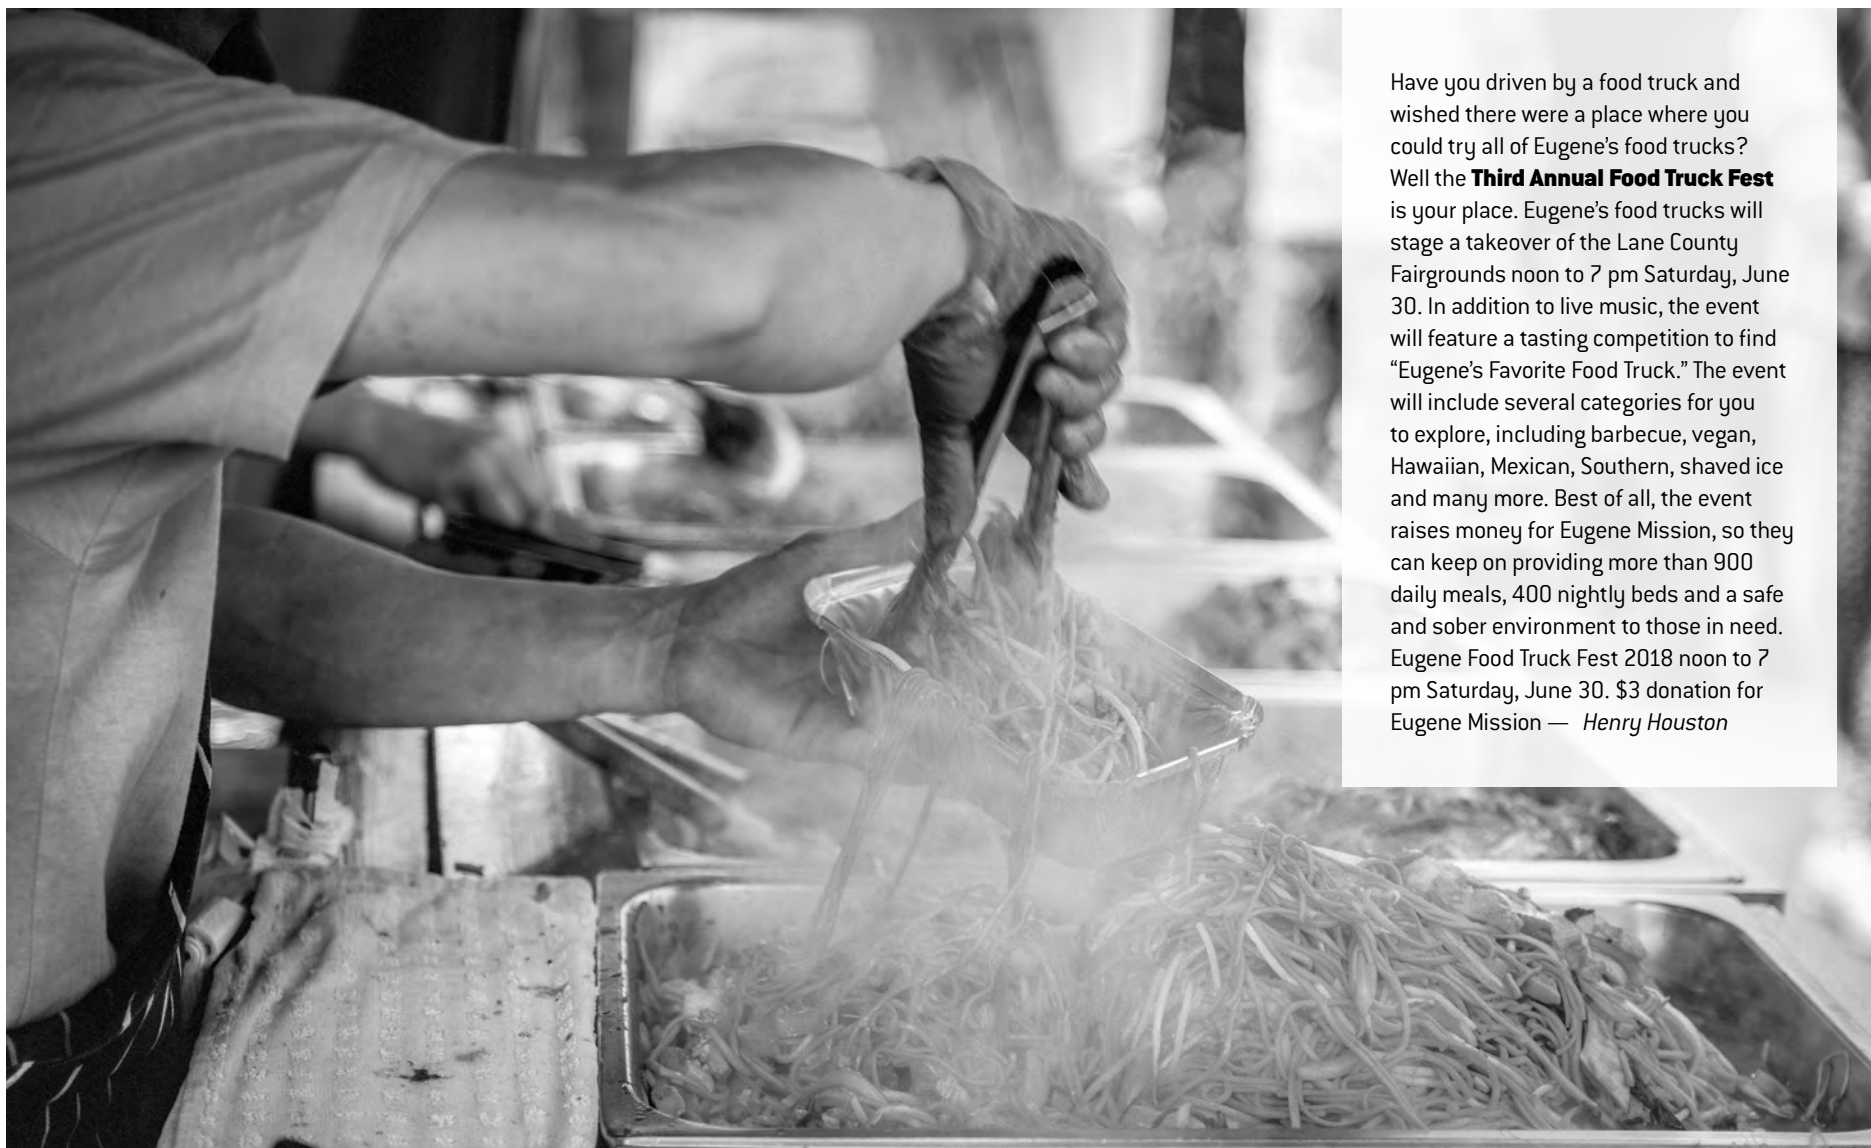 Have you driven by a food truck and
wished there were a place where you
could try all of Eugene’s food trucks?
Well the Third Annual Food Truck Fest
is your place. Eugene’s food trucks will
stage a takeover of the Lane County
Fairgrounds noon to 7 pm Saturday, June
30. In addition to live music, the event
will feature a tasting competition to find
“Eugene’s Favorite Food Truck.” The event
will include several categories for you
to explore, including barbecue, vegan,
Hawaiian, Mexican, Southern, shaved ice
and many more. Best of all, the event
raises money for Eugene Mission, so they
can keep on providing more than 900
daily meals, 400 nightly beds and a safe
and sober environment to those in need.
Eugene Food Truck Fest 2018 noon to 7
pm Saturday, June 30. $3 donation for
Eugene Mission — Henry Houston